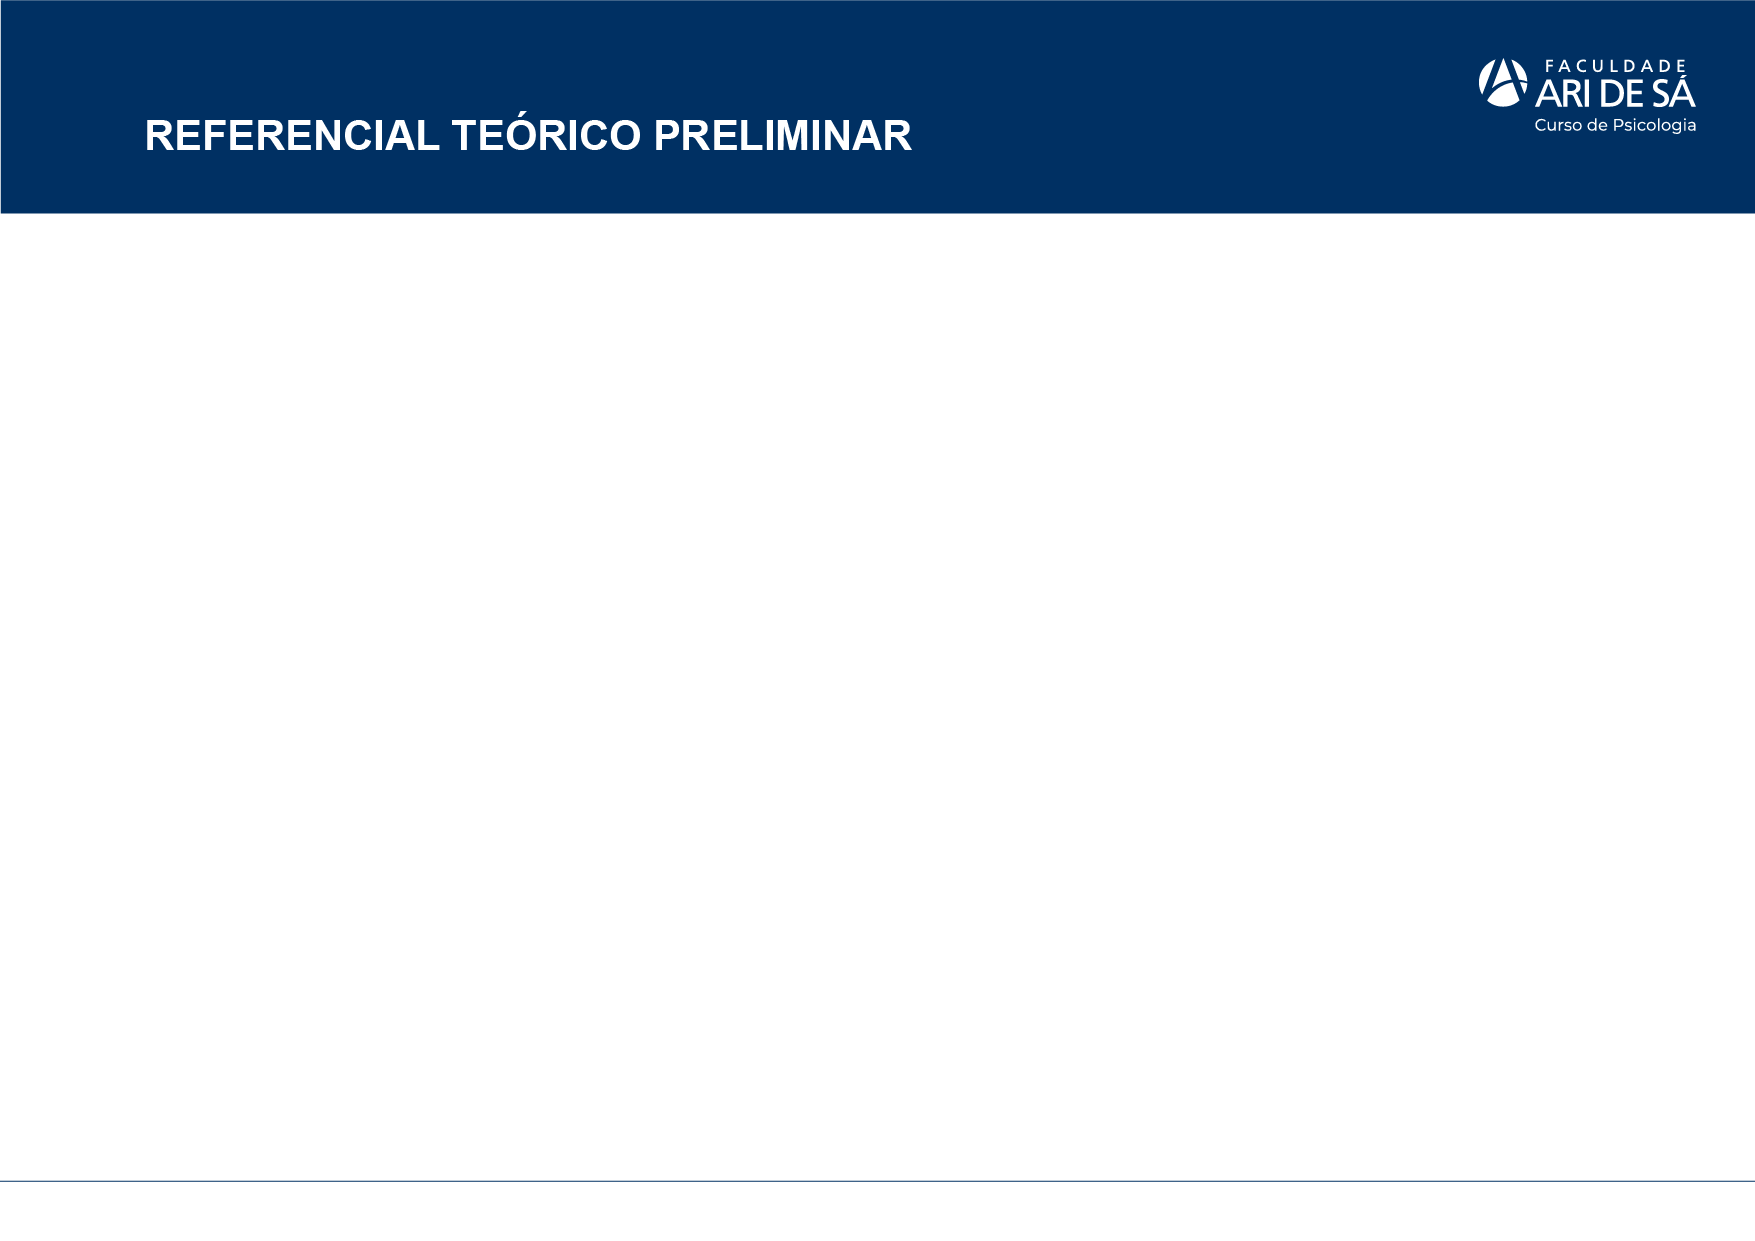 REFERENCIAL TEÓRICO PRELIMINAR
FACULDADE
ARI DE SÁ
Curso de Psicologia